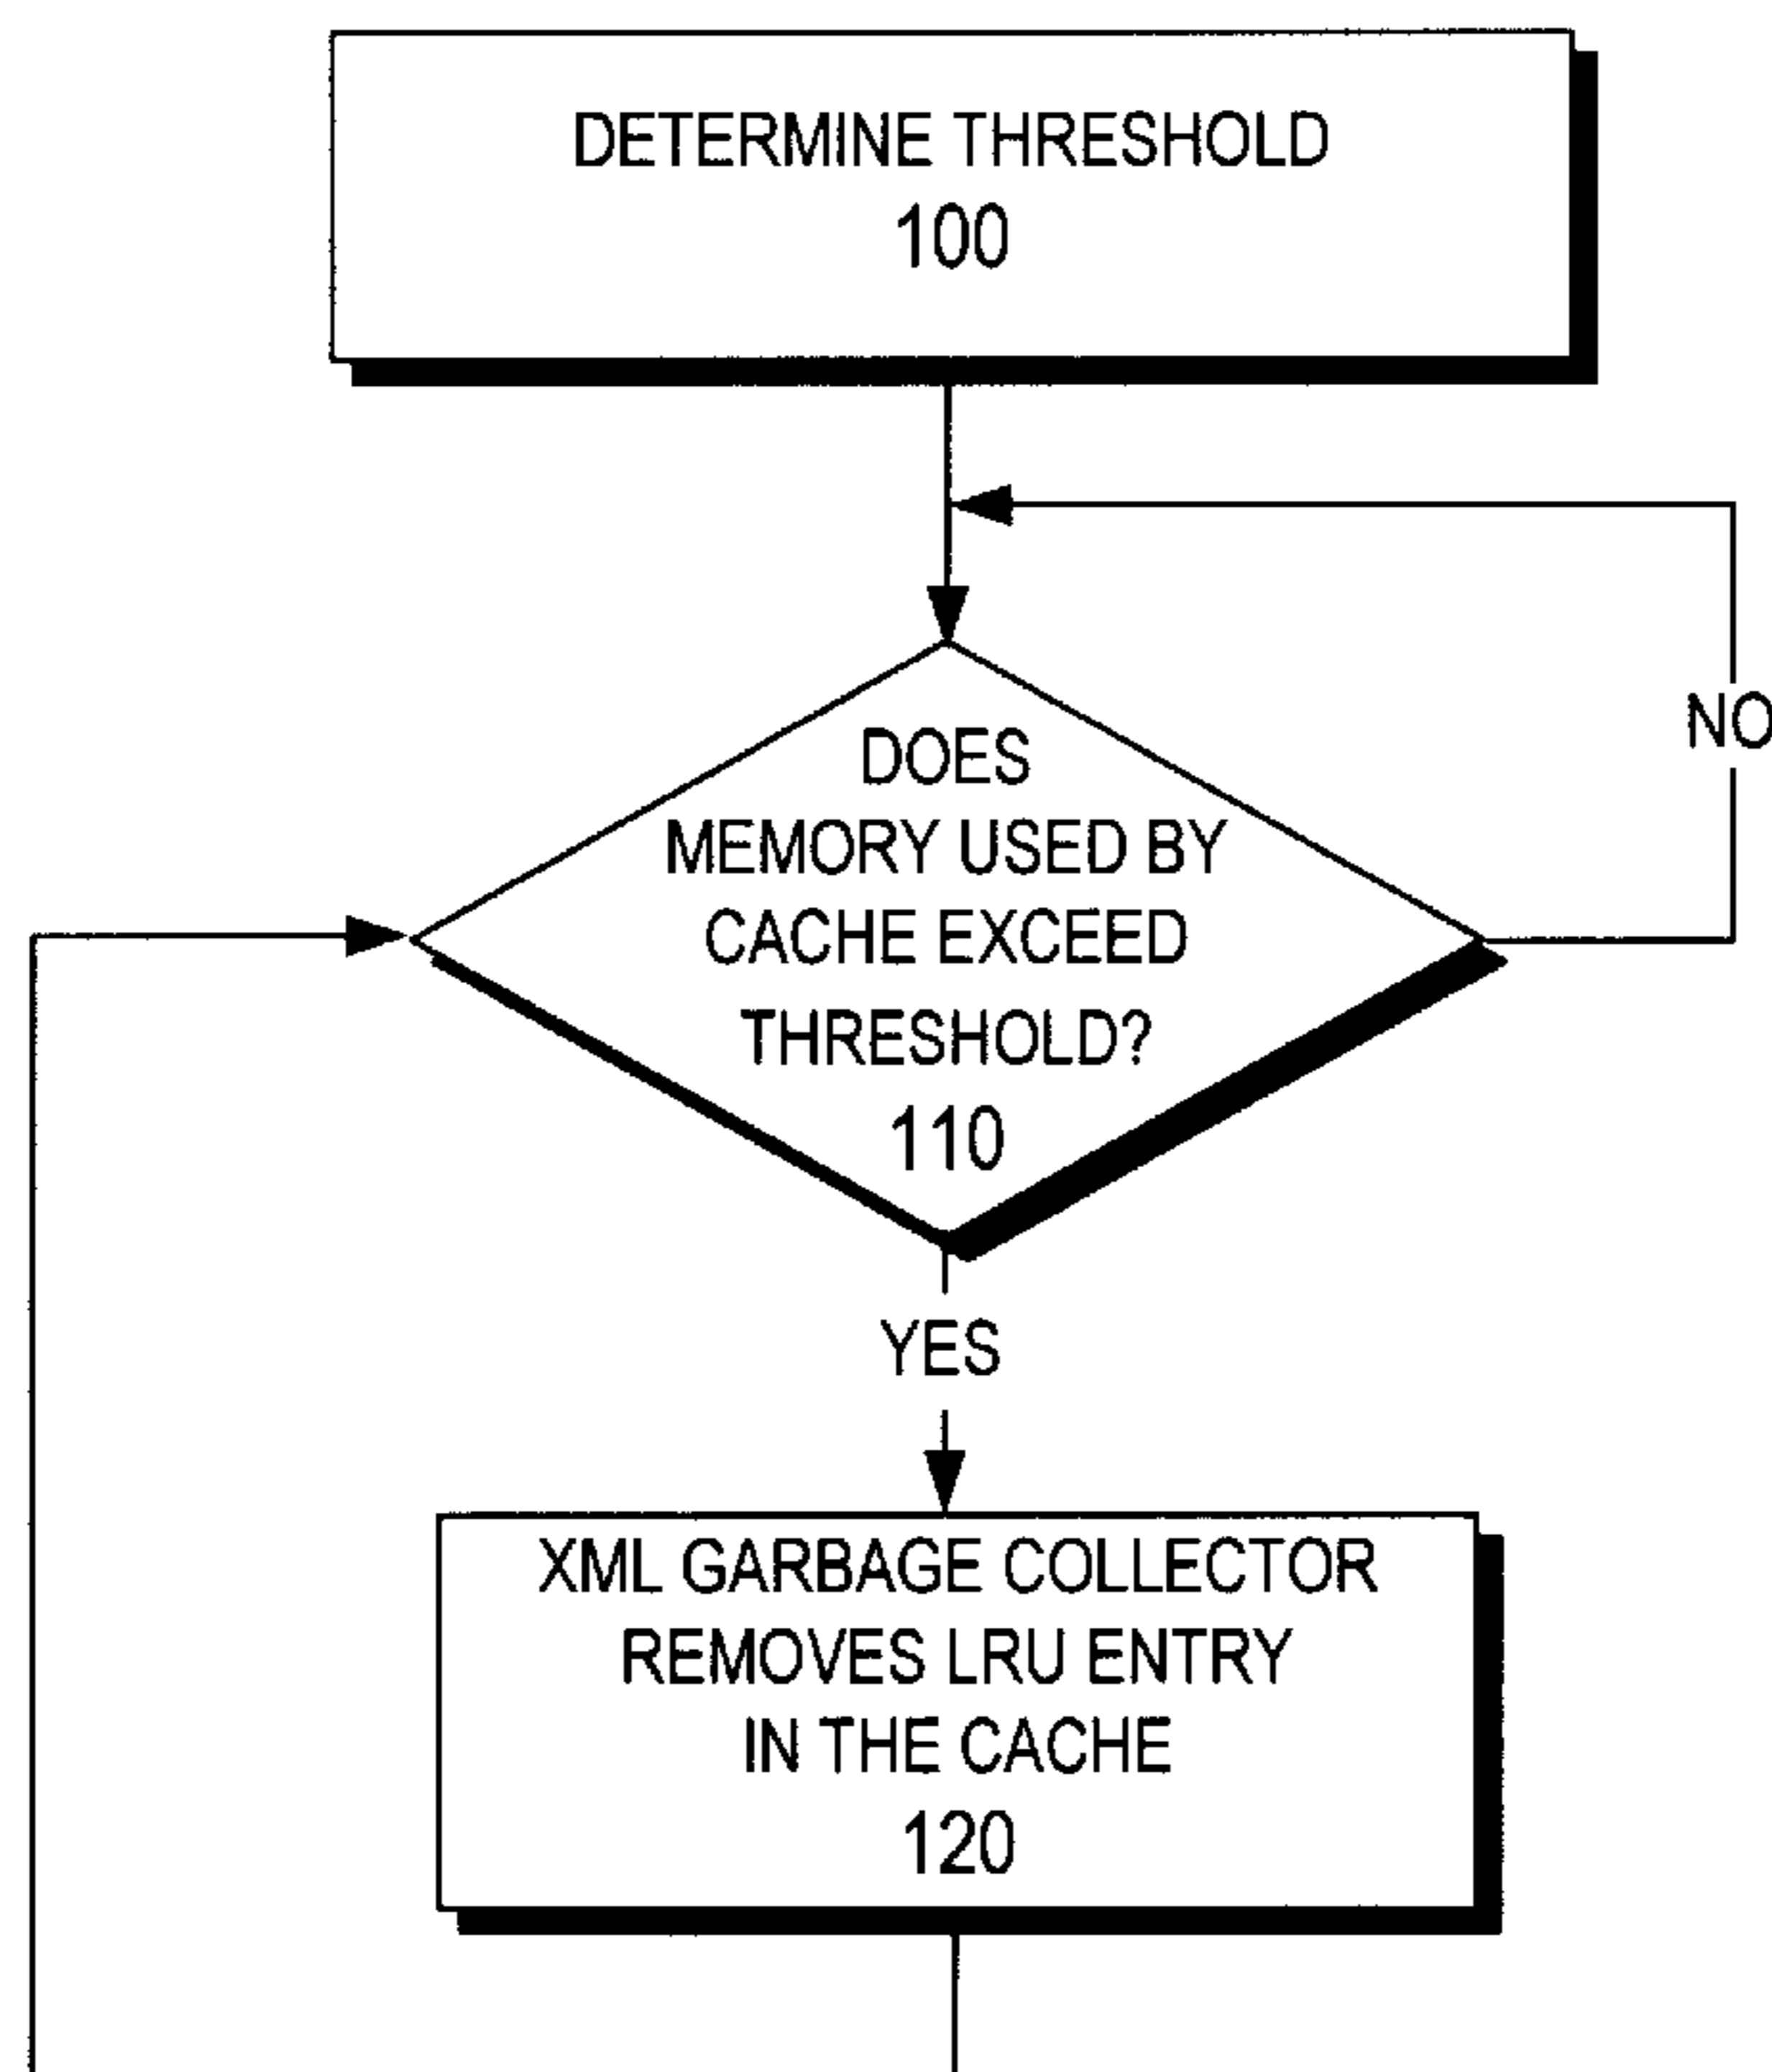 DETERMINE THRESHOLD
100
NO
DOES
MEMORY USED BY
CACHE EXCEED
THRESHOLD?
110
YES
XML GARBAGE COLLECTOR
REMOVES LRU ENTRY
IN THE CACHE
120